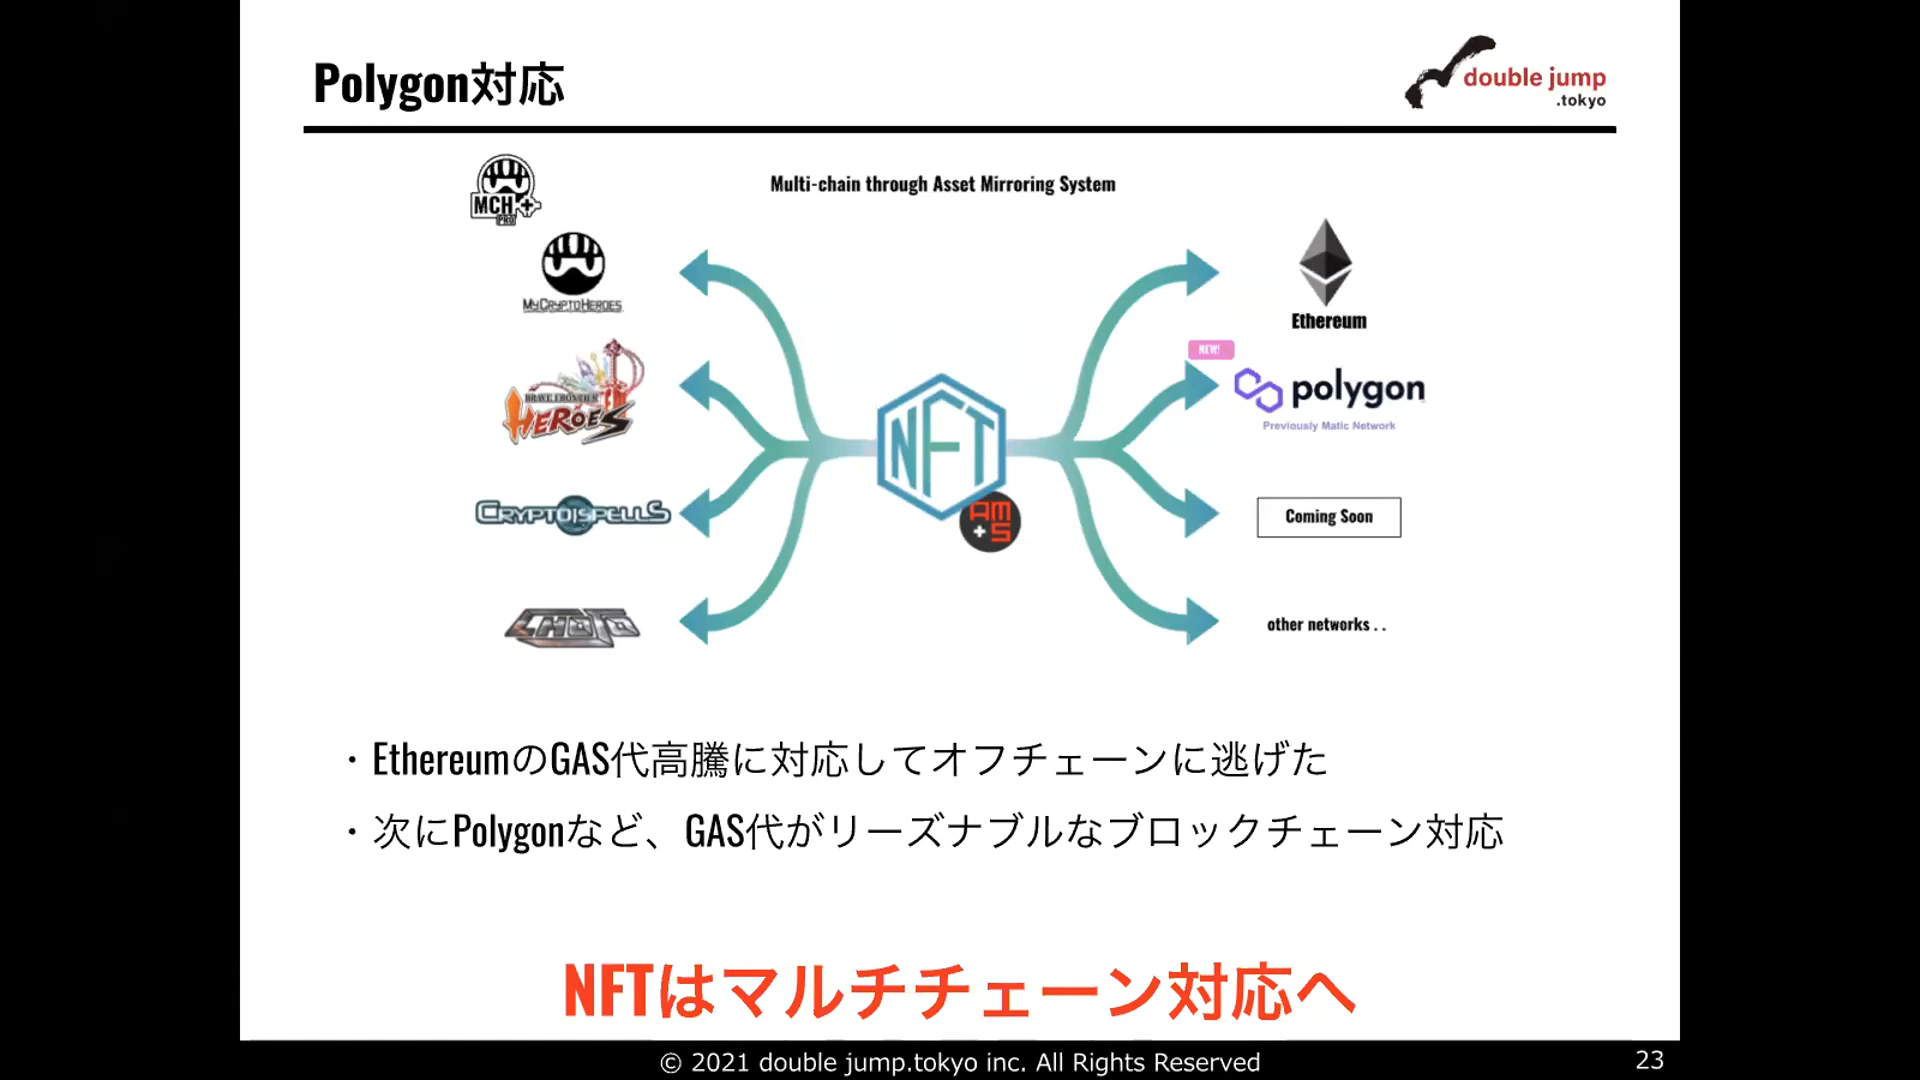 Polygon対応
double jump
.tokyo
Multi-chain through Asset Mirroring System
MCH+
PRO
MYCRYPTOHEROES
Ethereum
NEW!
BRAVE FRONTIER
HEROES
polygon
Previously Matic Network
NFT
CRYPTOSPELLS
AM
+S
Coming Soon
CHOJO
other networks . .
・EthereumのGAS代高騰に対応してオフチェーンに逃げた
・次にPolygonなど、GAS代がリーズナブルなブロックチェーン対応
NFTはマルチチェーン対応へ
© 2021 double jump.tokyo inc. All Rights Reserved
23